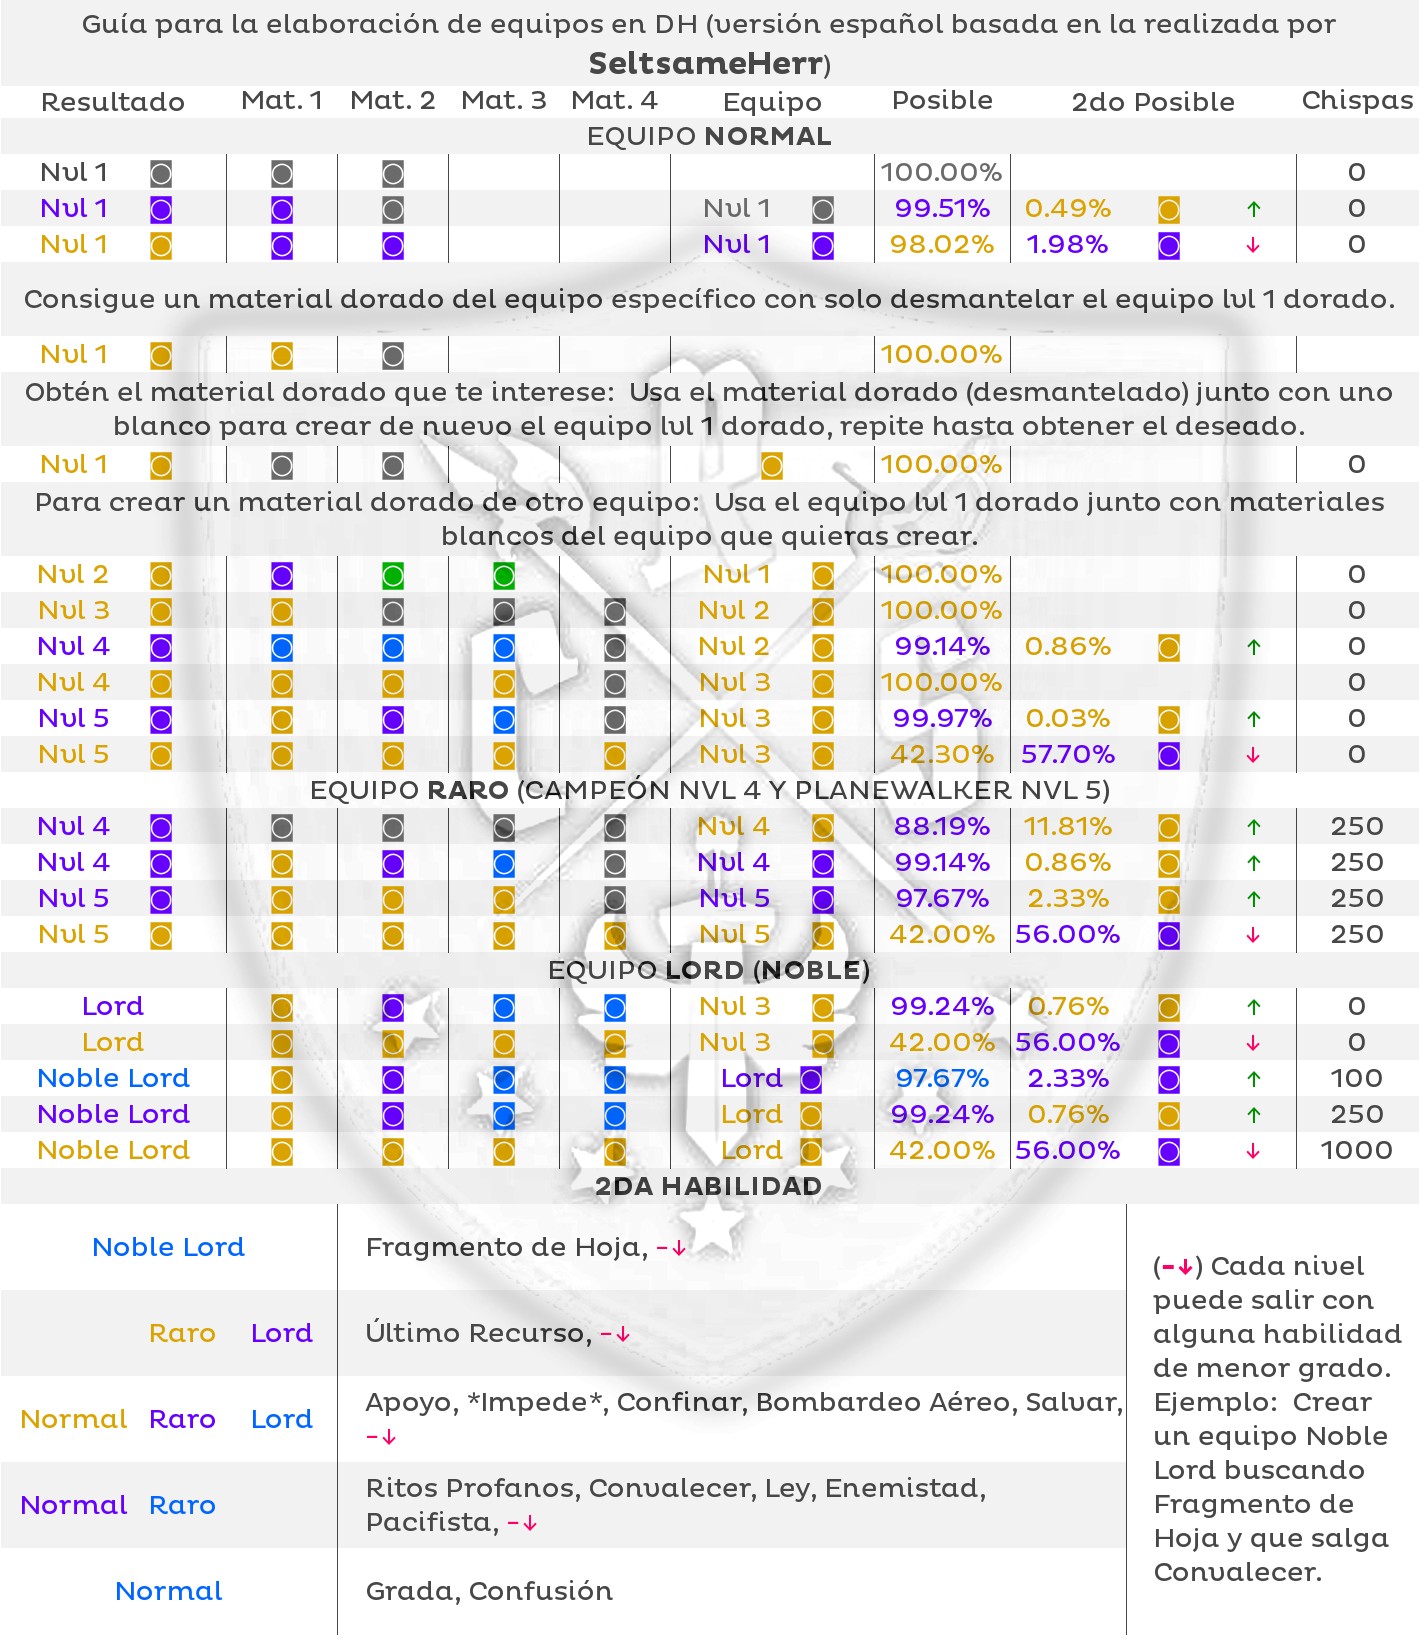 Guía para la elaboración de equipos en DH (versión español basada en la realizada por
SeltsameHerr)
Resultado Mat. 1 Mat. 2 Mat. 3 Mat. 4 Equipo Posible 2do Posible Chispas
EQUIPO NORMAL
Nvl 1 100.00% 0
Nvl 1 Nvl 1 99.51% 0.49% ↑ 0
Nvl 1 Nvl 1 98.02% 1.98% ↓ 0
Consigue un material dorado del equipo específico con solo desmantelar el equipo lvl 1 dorado.
Nvl 1 100.00%
Obtén el material dorado que te interese: Usa el material dorado (desmantelado) junto con uno
blanco para crear de nuevo el equipo lvl 1 dorado, repite hasta obtener el deseado.
Nvl 1 100.00% 0
Para crear un material dorado de otro equipo: Usa el equipo lvl 1 dorado junto con materiales
blancos del equipo que quieras crear.
Nvl 2 Nvl 1 100.00% 0
Nvl 3 Nvl 2 100.00% 0
Nvl 4 Nvl 2 99.14% 0.86% ↑ 0
Nvl 4 Nvl 3 100.00% 0
Nvl 5 Nvl 3 99.97% 0.03% ↑ 0
Nvl 5 Nvl 3 42.30% 57.70% ↓ 0
EQUIPO RARO (CAMPEÓN NVL 4 Y PLANEWALKER NVL 5)
Nvl 4 Nvl 4 88.19% 11.81% ↑ 250
Nvl 4 Nvl 4 99.14% 0.86% ↑ 250
Nvl 5 Nvl 5 97.67% 2.33% ↑ 250
Nvl 5 Nvl 5 42.00% 56.00% ↓ 250
EQUIPO LORD (NOBLE)
Lord Nvl 3 99.24% 0.76% ↑ 0
Lord Nvl 3 42.00% 56.00% ↓ 0
Noble Lord Lord 97.67% 2.33% ↑ 100
Noble Lord Lord 99.24% 0.76% ↑ 250
Noble Lord Lord 42.00% 56.00% ↓ 1000
2DA HABILIDAD
Noble Lord Fragmento de Hoja, -↓
Raro Lord Último Recurso, -↓
Normal Raro Lord Apoyo, *Impede*, Confinar, Bombardeo Aéreo, Salvar,
-↓
Normal Raro Ritos Profanos, Convalecer, Ley, Enemistad,
Pacifista, -↓
Normal Grada, Confusión
(-↓) Cada nivel
puede salir con
alguna habilidad
de menor grado.
Ejemplo: Crear
un equipo Noble
Lord buscando
Fragmento de
Hoja y que salga
Convalecer.